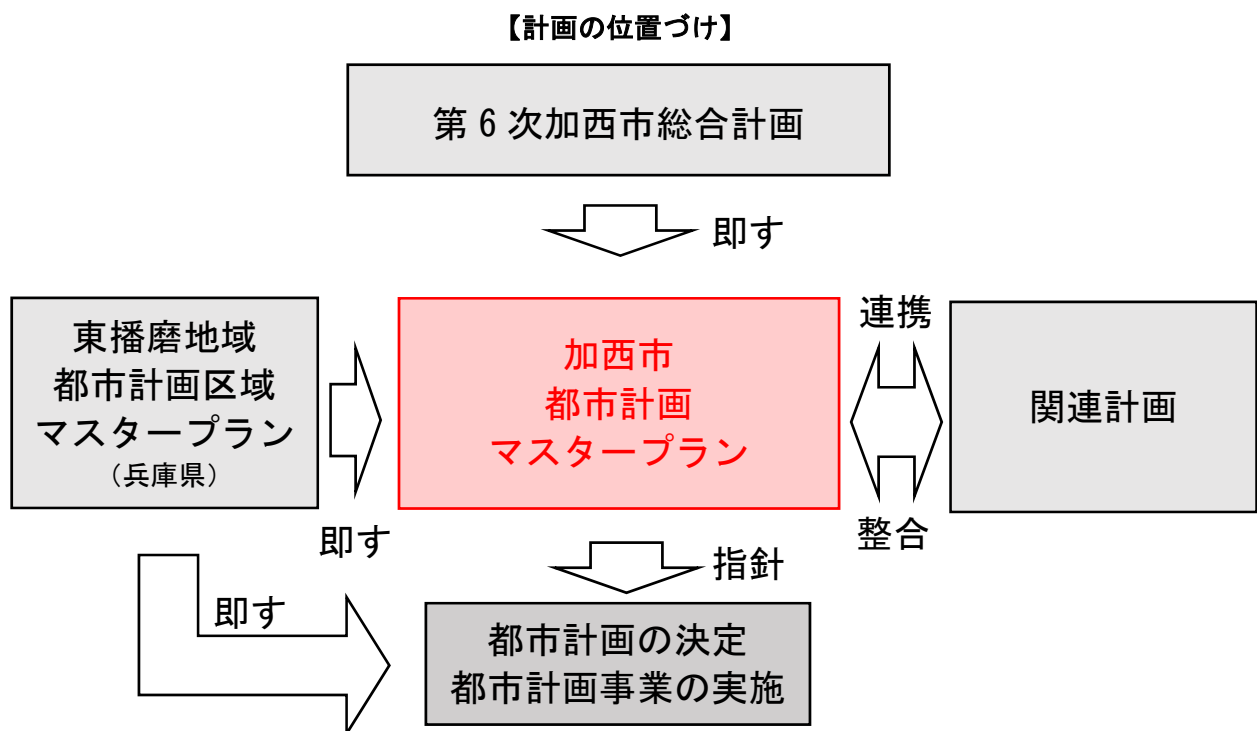 【計画の位置づけ】
第6次加西市総合計画
即す
東播磨地域
都市計画区域
マスタープラン
（兵庫県）
即す
加西市
都市計画
マスタープラン
連携
整合
関連計画
指針
即す
都市計画の決定
都市計画事業の実施